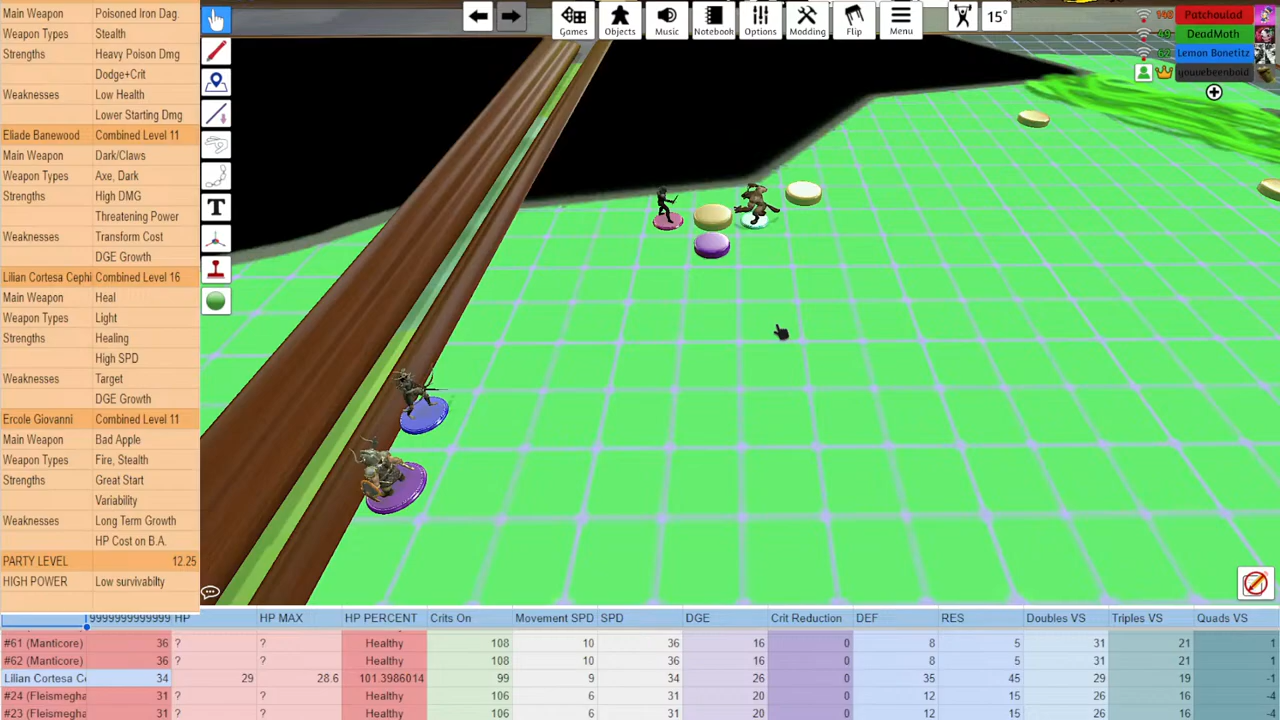 Main Weapon Poisoned Iron Dag.
Weapon Types Stealth
Strengths Heavy Poison Dmg
Dodge+Crit
Weaknesses Low Health
Lower Starting Dmg
Eliade Banewood Combined Level 11
Main Weapon Dark/Claws
Weapon Types Axe, Dark
Strengths High DMG
Threatening Power
Weaknesses Transform Cost
DGE Growth
Lilian Cortesa Cephi Combined Level 16
Main Weapon Heal
Weapon Types Light
Strengths Healing
High SPD
Weaknesses Target
DGE Growth
Ercole Giovanni Combined Level 11
Main Weapon Bad Apple
Weapon Types Fire, Stealth
Strengths Great Start
Variability
Weaknesses Long Term Growth
HP Cost on B.A.
PARTY LEVEL 12.25
HIGH POWER Low survivabilty
T
Games Objects Music Notebook Options Modding Flip Menu 15°
146 Patchoulad
49 DeadMoth
62 Lemon Bonetitz
youvebeenbold
HP HP MAX HP PERCENT Crits On Movement SPD SPD DGE Crit Reduction DEF RES Doubles VS Triples VS Quads VS
#61 (Manticore) 36 ? ? Healthy 108 10 36 16 0 8 5 31 21 1
#62 (Manticore) 36 ? ? Healthy 108 10 36 16 0 8 5 31 21 1
Lilian Cortesa Ce 34 29 28.6 101.3986014 99 9 34 26 0 35 45 29 19 -1
#24 (Fleismegha 31 ? ? Healthy 106 6 31 20 0 12 15 26 16 -4
#23 (Fleismegha 31 ? ? Healthy 106 6 31 20 0 12 15 26 16 -4